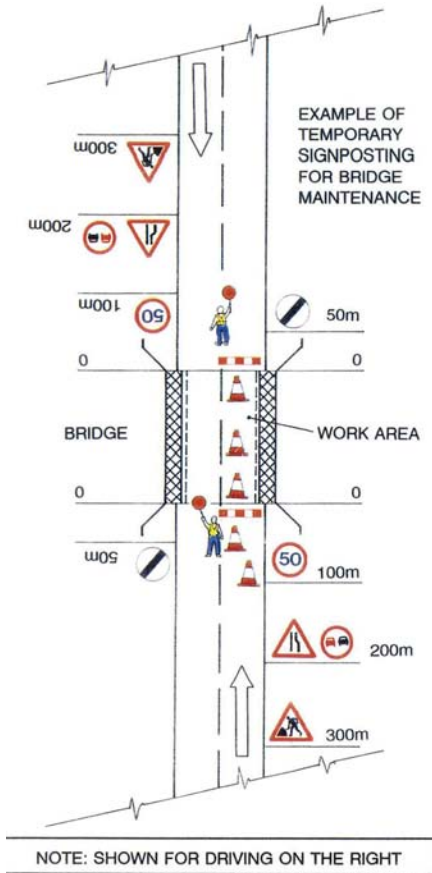 EXAMPLE OF
TEMPORARY
SIGNPOSTING
FOR BRIDGE
MAINTENANCE
300m
200m
100m
50
50m
0
0
BRIDGE
WORK AREA
0
0
50m
50
100m
200m
300m
NOTE: SHOWN FOR DRIVING ON THE RIGHT